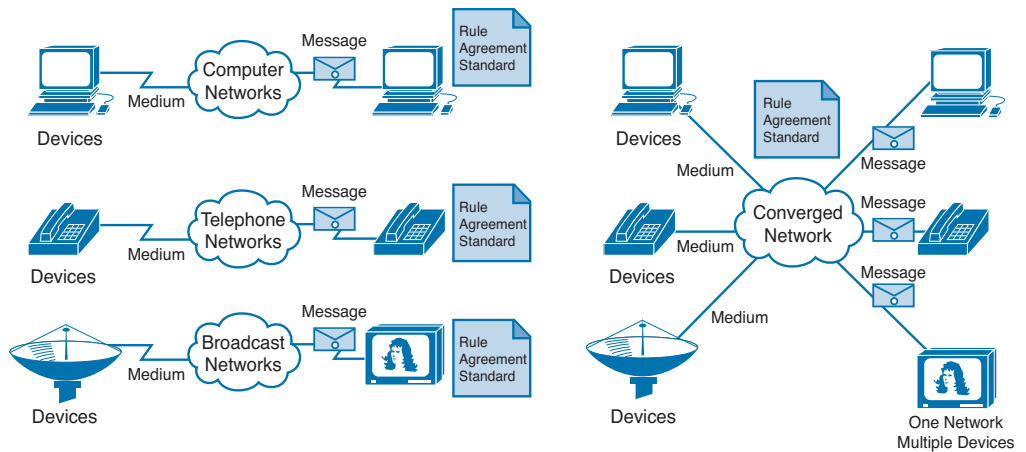 Message
Rule
Agreement
Standard
Computer
Networks
Medium
Devices
Message
Rule
Agreement
Standard
Telephone
Networks
Medium
Devices
Message
Rule
Agreement
Standard
Broadcast
Networks
Medium
Devices
Rule
Agreement
Standard
Devices
Medium
Message
Converged
Network
Message
Medium
Devices
Message
Medium
Devices
One Network
Multiple Devices